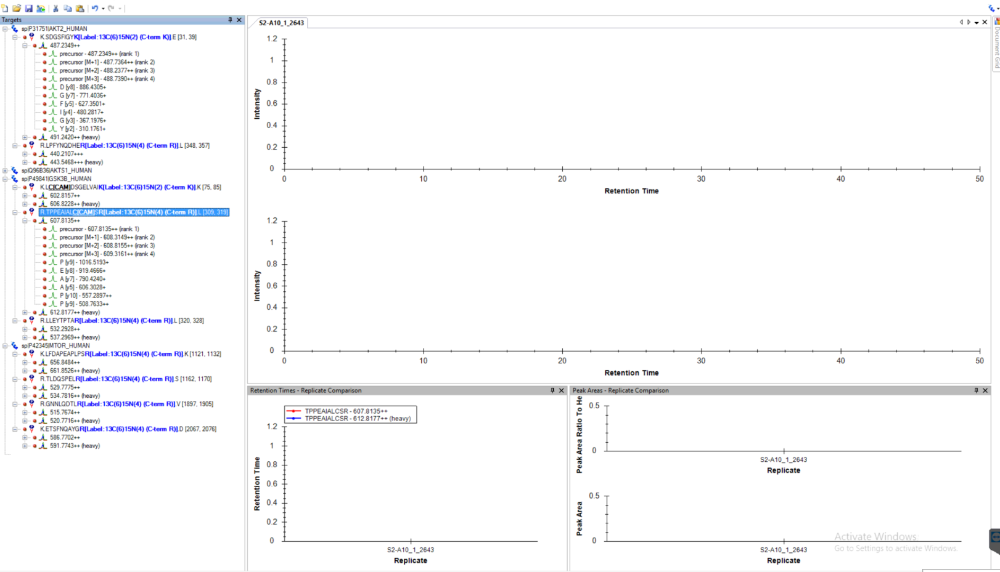 Targets
sp|P31751|AKT2_HUMAN
K.SDGSFIGYK[Label:13C(6)15N(2) (C-term K)].E [31, 39]
487.2349++
precursor - 487.2349++ (irank 1)
precursor [M+1] - 487.7364++ (irank 2)
precursor [M+2] - 488.2377++ (irank 3)
precursor [M+3] - 488.7390++ (irank 4)
D [y8] - 886.4305+
G [y7] - 771.4036+
F [y5] - 627.3501+
I [y4] - 480.2817+
G [y3] - 367.1976+
Y [y2] - 310.1761+
491.2420++ (heavy)
R.LPFYNQDHER[Label:13C(6)15N(4) (C-term R)].L [348, 357]
440.2107+++
443.5468+++ (heavy)
sp|Q96B36|AKTS1_HUMAN
sp|P49841|GSK3B_HUMAN
K.LC[CAM]DSGELVAIK[Label:13C(6)15N(2) (C-term K)].K [75, 85]
602.8157++
606.8228++ (heavy)
R.TPPEAIALC[CAM]SR[Label:13C(6)15N(4) (C-term R)].L [309, 319]
607.8135++
precursor - 607.8135++ (irank 1)
precursor [M+1] - 608.3149++ (irank 2)
precursor [M+2] - 608.8155++ (irank 3)
precursor [M+3] - 609.3161++ (irank 4)
P [y9] - 1016.5193+
E [y8] - 919.4666+
A [y7] - 790.4240+
A [y5] - 606.3028+
P [y10] - 557.2897++
P [y9] - 508.7633++
612.8177++ (heavy)
R.LLEYTPTAR[Label:13C(6)15N(4) (C-term R)].L [320, 328]
532.2928++
537.2969++ (heavy)
sp|P42345|MTOR_HUMAN
K.LFDAPEAPLPSR[Label:13C(6)15N(4) (C-term R)].K [1121, 1132]
656.8484++
661.8526++ (heavy)
R.TLDQSPELR[Label:13C(6)15N(4) (C-term R)].S [1162, 1170]
529.7775++
534.7816++ (heavy)
R.GNNLQDTLR[Label:13C(6)15N(4) (C-term R)].V [1897, 1905]
515.7674++
520.7716++ (heavy)
K.ETSFNQAYGR[Label:13C(6)15N(4) (C-term R)].D [2067, 2076]
586.7702++
591.7743++ (heavy)
S2-A10_1_2643
Document Grid
Intensity
1.2
1
0.8
0.6
0.4
0.2
0
0 10 20 30 40 50
Retention Time
Intensity
1.2
1
0.8
0.6
0.4
0.2
0
0 10 20 30 40 50
Retention Time
Retention Times - Replicate Comparison
TPPEAIALCSR - 607.8135++
TPPEAIALCSR - 612.8177++ (heavy)
Retention Time
1.2
1
0.8
0.6
0.4
0.2
0
S2-A10_1_2643
Replicate
Peak Areas - Replicate Comparison
Peak Area Ratio To He
0.5
0
S2-A10_1_2643
Replicate
Peak Area
0.5
0
S2-A10_1_2643
Replicate
Activate Windows
Go to Settings to activate Windows.